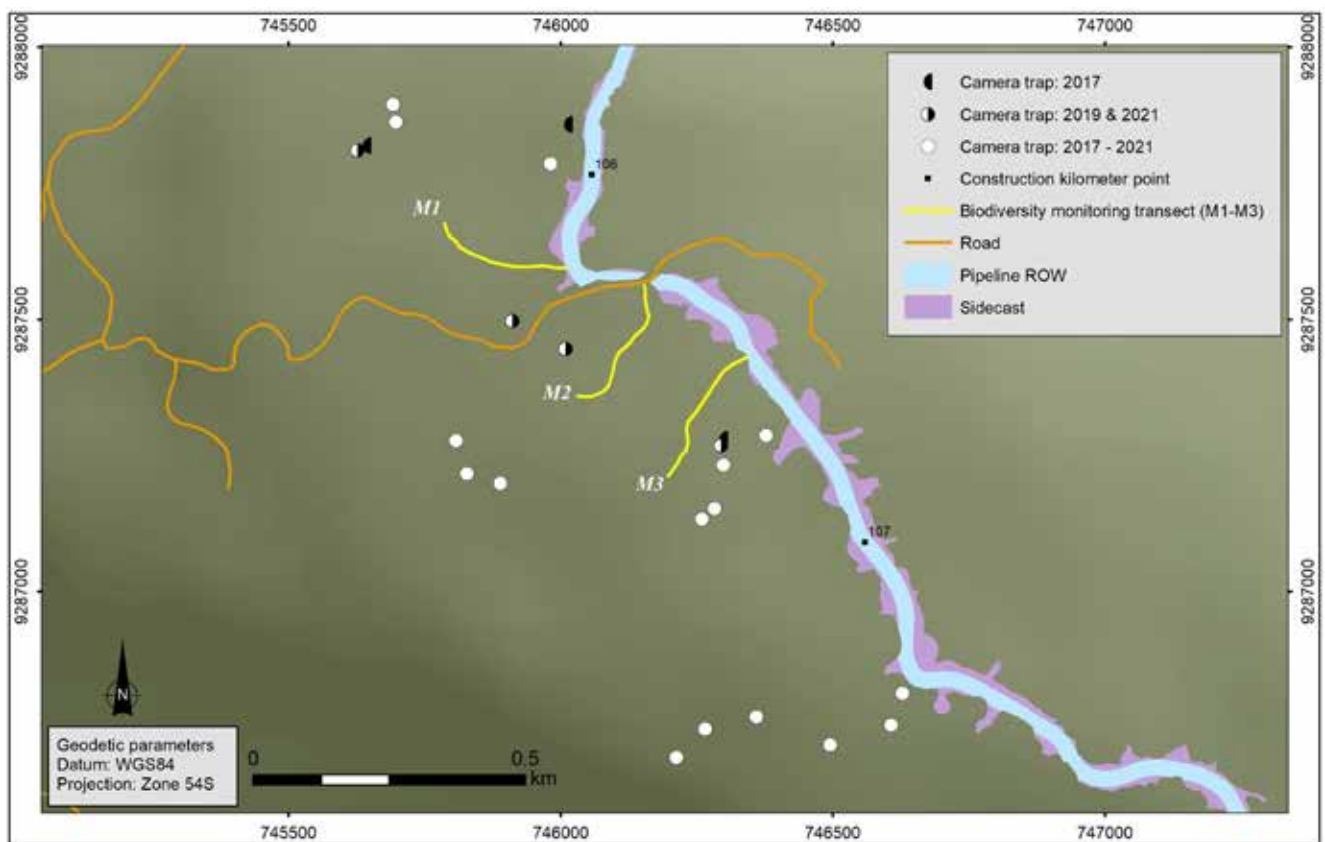 745500 746000 746500 747000
9288000 9288000
Camera trap: 2017
Camera trap: 2019 & 2021
Camera trap: 2017 - 2021
106
Construction kilometer point
M1
Biodiversity monitoring transect (M1-M3)
Road
Pipeline ROW
9287500 9287500
Sidecast
M2
M3
107
9287000 9287000
N
Geodetic parameters
Datum: WGS84
Projection: Zone 54S
0 0.5
km
745500 746000 746500 747000